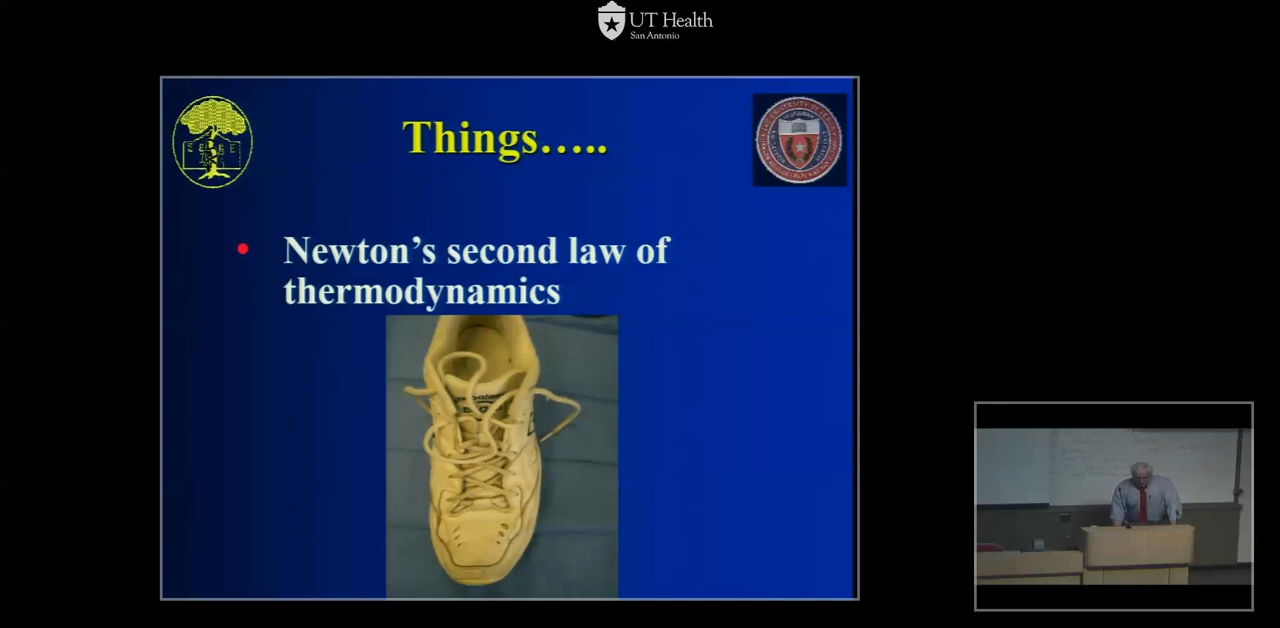 UT Health
San Antonio
Things…..
• Newton’s second law of
thermodynamics